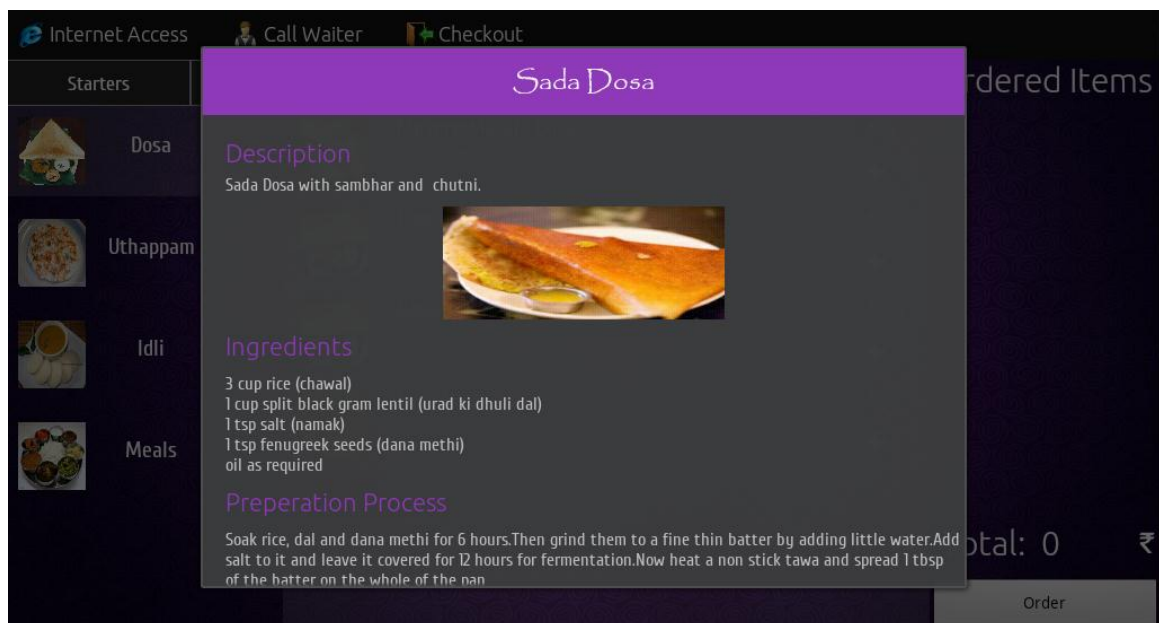 Internet Access
Call Waiter
Checkout
Starters
Sada Dosa
rdered Items
Dosa
Uthappam
Idli
Meals
Description
Sada Dosa with sambhar and chutni.
Ingredients
3 cup rice (chawal)
1 cup split black gram lentil (urad ki dhuli dal)
1 tsp salt (namak)
1 tsp fenugreek seeds (dana methi)
oil as required
Preperation Process
Soak rice, dal and dana methi for 6 hours.Then grind them to a fine thin batter by adding little water.Add
salt to it and leave it covered for 12 hours for fermentation.Now heat a non stick tawa and spread 1 tbsp
of the batter on the whole of the pan
otal: 0 ₹
Order